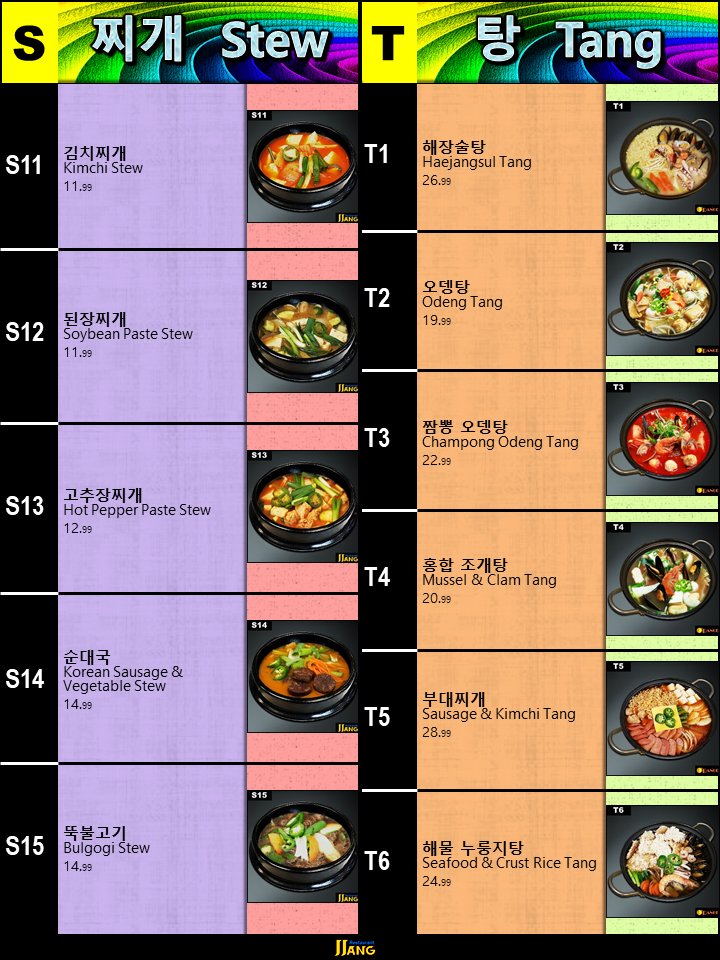 S
찌개 Stew
S11
김치찌개
Kimchi Stew
11.99
S11
JJANG
S12
된장찌개
Soybean Paste Stew
11.99
S12
JJANG
S13
고추장찌개
Hot Pepper Paste Stew
12.99
S13
JJANG
S14
순대국
Korean Sausage &
Vegetable Stew
14.99
S14
JJANG
S15
뚝불고기
Bulgogi Stew
14.99
S15
JJANG
T
탕 Tang
T1
해장술탕
Haejangsul Tang
26.99
T1
T2
오뎅탕
Odeng Tang
19.99
T2
T3
짬뽕 오뎅탕
Champong Odeng Tang
22.99
T3
T4
홍합 조개탕
Mussel & Clam Tang
20.99
T4
T5
부대찌개
Sausage & Kimchi Tang
28.99
T5
T6
해물 누룽지탕
Seafood & Crust Rice Tang
24.99
T6
Restaurant
JJANG